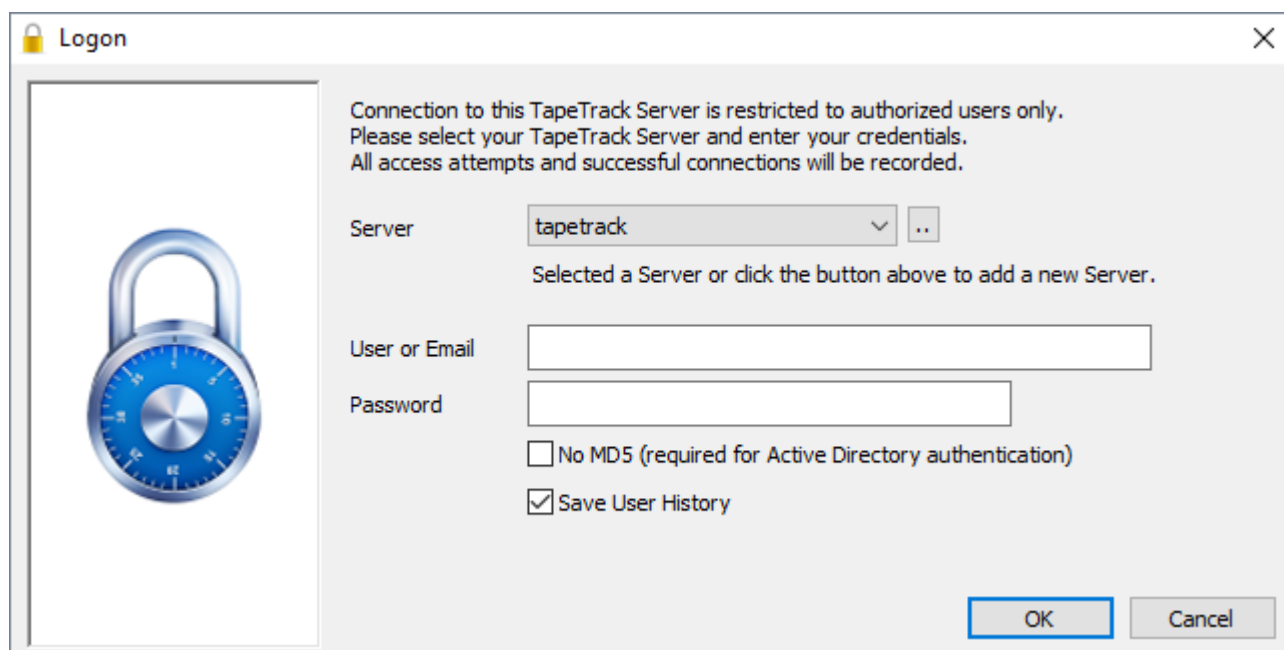 Logon
Connection to this TapeTrack Server is restricted to authorized users only.
Please select your TapeTrack Server and enter your credentials.
All access attempts and successful connections will be recorded.
Server
tapetrack
..
Selected a Server or click the button above to add a new Server.
User or Email
Password
No MD5 (required for Active Directory authentication)
Save User History
OK
Cancel